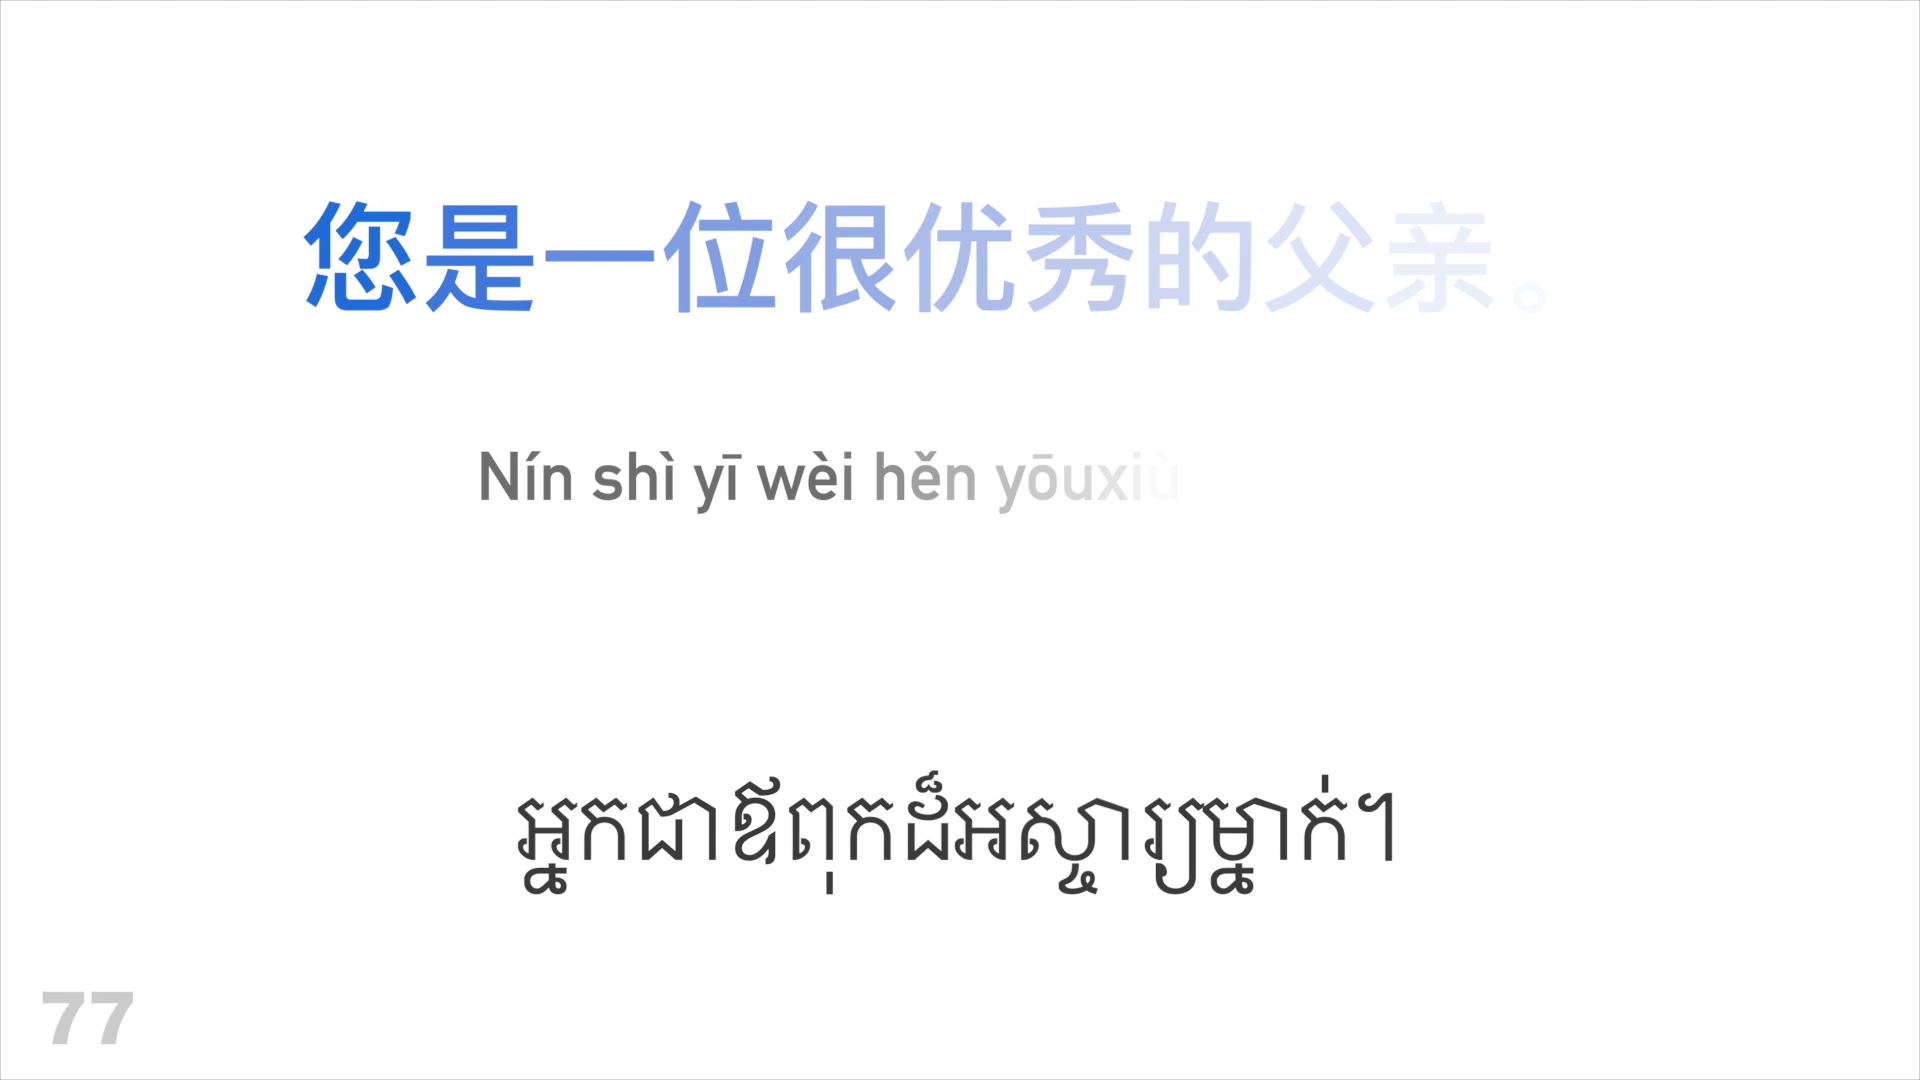 您是一位很优秀的父亲。
Nín shì yī wèi hěn yōuxiù
អ្នកជាឪពុកដ៏អស្ចារ្យម្នាក់។
77